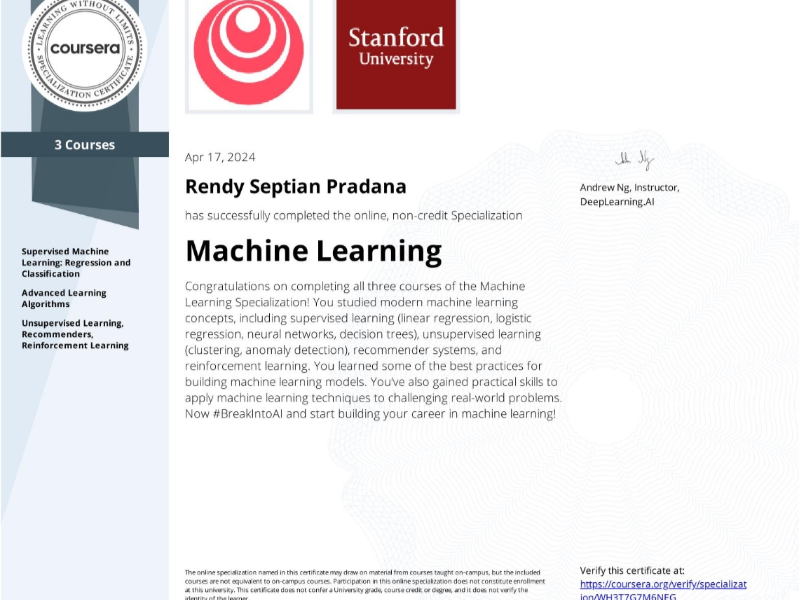 LEARNING WITHOUT LIMITS
coursera
SPECIALIZATION CERTIFICATE
Stanford
University
3 Courses
Supervised Machine
Learning: Regression and
Classification
Advanced Learning
Algorithms
Unsupervised Learning,
Recommenders,
Reinforcement Learning
Apr 17, 2024
Rendy Septian Pradana
has successfully completed the online, non-credit Specialization
Machine Learning
Congratulations on completing all three courses of the Machine
Learning Specialization! You studied modern machine learning
concepts, including supervised learning (linear regression, logistic
regression, neural networks, decision trees), unsupervised learning
(clustering, anomaly detection), recommender systems, and
reinforcement learning. You learned some of the best practices for
building machine learning models. You've also gained practical skills to
apply machine learning techniques to challenging real-world problems.
Now #BreakIntoAI and start building your career in machine learning!
Andrew Ng, Instructor,
DeepLearning.AI
The online specialization named in this certificate may draw on material from courses taught on-campus, but the included
courses are not equivalent to on-campus courses. Participation in this online specialization does not constitute enrollment
at this university. This certificate does not confer a University grade, course credit or degree, and it does not verify the
identity of the learner.
Verify this certificate at:
https://coursera.org/verify/specializat
ion/WH3T7G7M6NEG